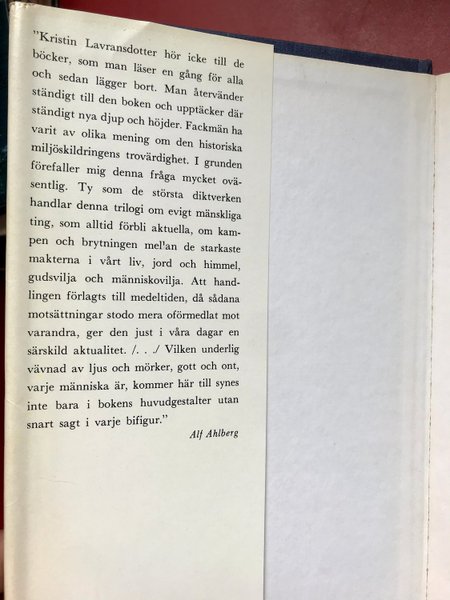 "Kristin Lavransdotter hör icke till de
böcker, som man läser en gång för alla
och sedan lägger bort. Man återvänder
ständigt till den boken och upptäcker där
ständigt nya djup och höjder. Fackmän ha
varit av olika mening om den historiska
miljöskildringens trovärdighet. I grunden
förefaller mig denna fråga mycket ovä-
sentlig. Ty som de största diktverken
handlar denna trilogi om evigt mänskliga
ting, som alltid förbli aktuella, om kam-
pen och brytningen mel'an de starkaste
makterna i vårt liv, jord och himmel,
gudsvilja och människovilja. Att hand-
lingen förlagts till medeltiden, då sådana
motsättningar stodo mera oförmedlat mot
varandra, ger den just i våra dagar en
särskild aktualitet. /. . ./ Vilken underlig
vävnad av ljus och mörker, gott och ont,
varje människa är, kommer här till synes
inte bara i bokens huvudgestalter utan
snart sagt i varje bifigur."
Alf Ahlberg